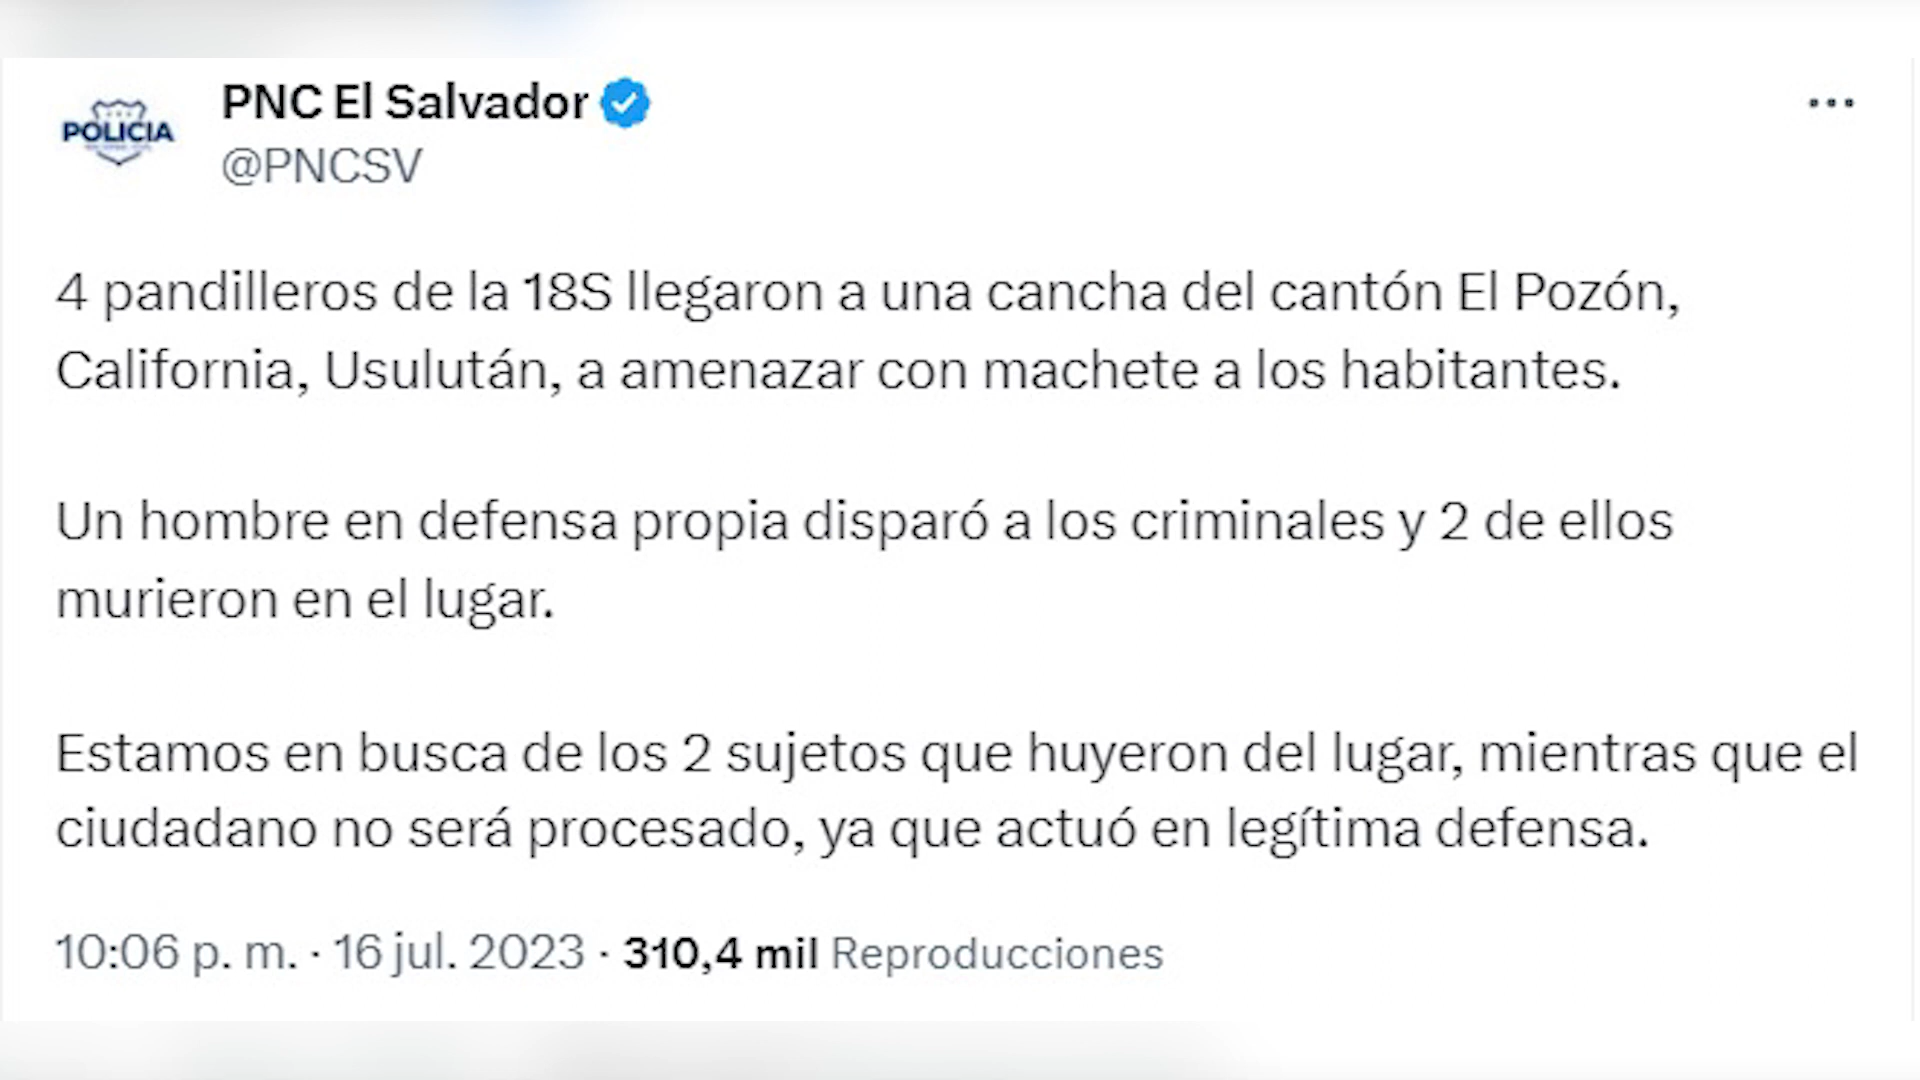 POLICIA
PNC El Salvador
@PNCSV
4 pandilleros de la 18S llegaron a una cancha del cantón El Pozón,
California, Usulután, a amenazar con machete a los habitantes.
Un hombre en defensa propia disparó a los criminales y 2 de ellos
murieron en el lugar.
Estamos en busca de los 2 sujetos que huyeron del lugar, mientras que el
ciudadano no será procesado, ya que actuó en legítima defensa.
10:06 p. m. · 16 jul. 2023 · 310,4 mil Reproducciones